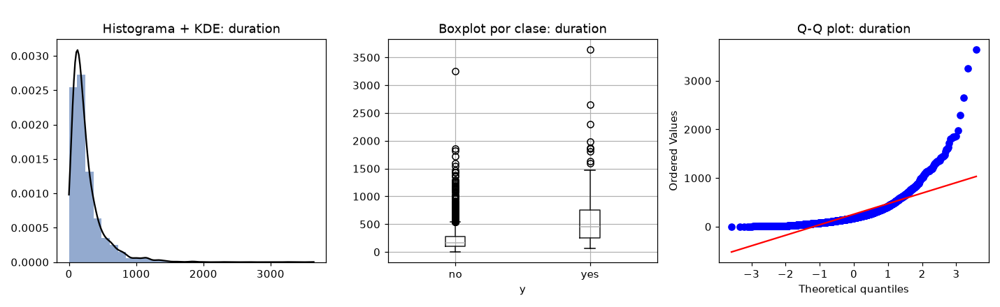 Histograma + KDE: duration
0.0030
0.0025
0.0020
0.0015
0.0010
0.0005
0.0000
0 1000 2000 3000
Boxplot por clase: duration
3500
3000
2500
2000
1500
1000
500
0
no yes
y
Q-Q plot: duration
Ordered Values
3000
2000
1000
0
−3 −2 −1 0 1 2 3
Theoretical quantiles